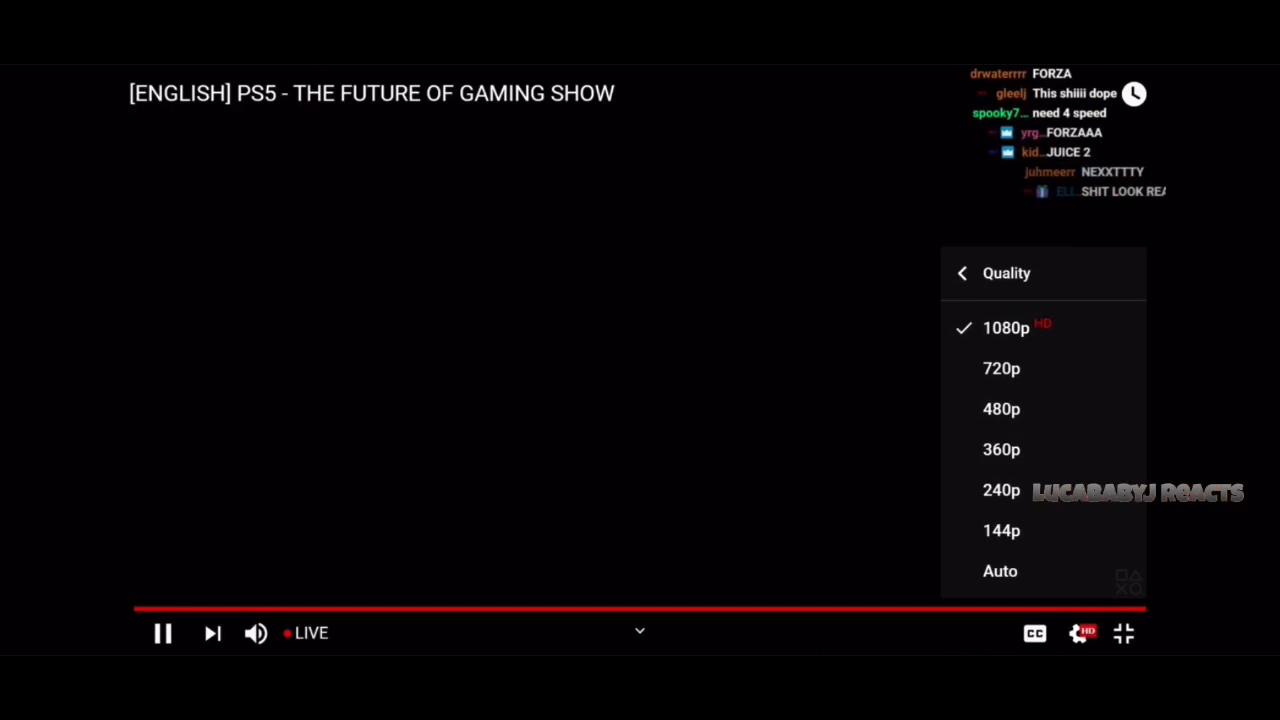 [ENGLISH] PS5 - THE FUTURE OF GAMING SHOW
drwaterrrr FORZA
gleelj This shiiii dope
spooky7... need 4 speed
yrg...FORZAAA
kid...JUICE 2
juhmeerr NEXXTTTY
ELL...SHIT LOOK REA
Quality
1080p HD
720p
480p
360p
240p
LUCABABYJ REACTS
144p
Auto
LIVE
CC
HD